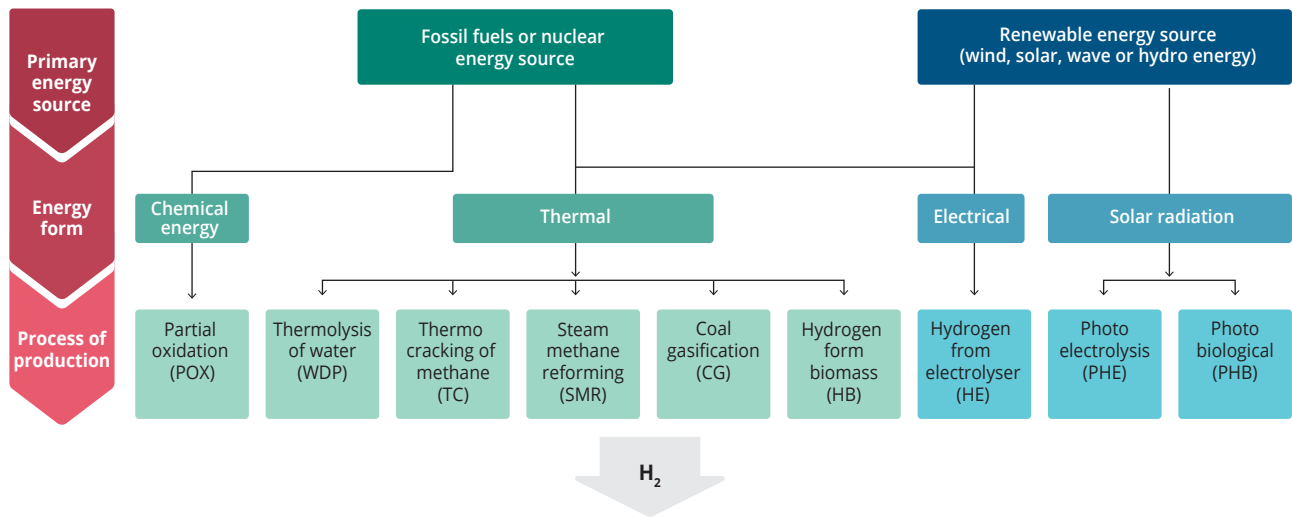 Primary
energy
source
Fossil fuels or nuclear
energy source
Renewable energy source
(wind, solar, wave or hydro energy)
Energy
form
Chemical
energy
Thermal
Electrical
Solar radiation
Process of
production
Partial
oxidation
(POX)
Thermolysis
of water
(WDP)
Thermo
cracking of
methane
(TC)
Steam
methane
reforming
(SMR)
Coal
gasification
(CG)
Hydrogen
form
biomass
(HB)
Hydrogen
from
electrolyser
(HE)
Photo
electrolysis
(PHE)
Photo
biological
(PHB)
H₂